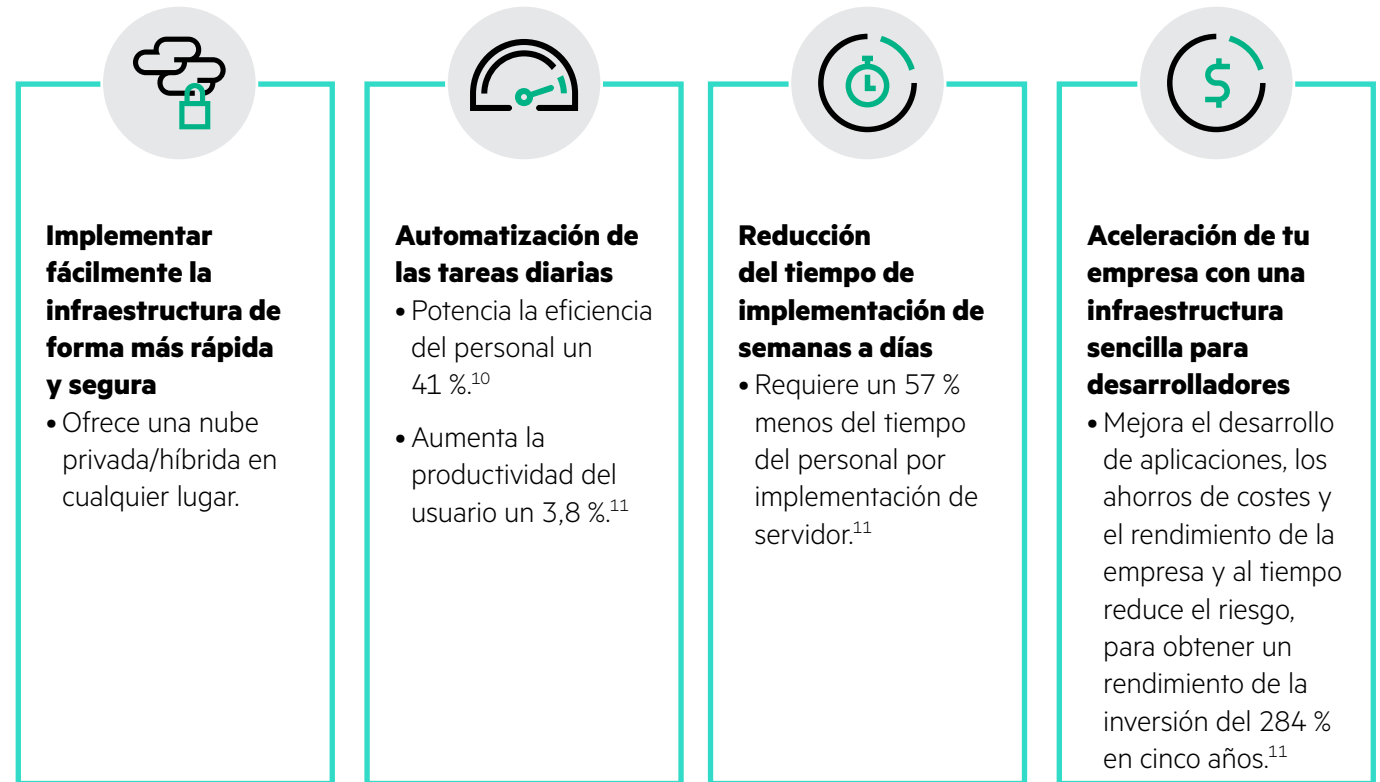 Implementar
fácilmente la
infraestructura de
forma más rápida
y segura
• Ofrece una nube
privada/híbrida en
cualquier lugar.
Automatización de
las tareas diarias
• Potencia la eficiencia
del personal un
41 %.¹⁰
• Aumenta la
productividad del
usuario un 3,8 %.¹¹
Reducción
del tiempo de
implementación de
semanas a días
• Requiere un 57 %
menos del tiempo
del personal por
implementación de
servidor.¹¹
Aceleración de tu
empresa con una
infraestructura
sencilla para
desarrolladores
• Mejora el desarrollo
de aplicaciones, los
ahorros de costes y
el rendimiento de la
empresa y al tiempo
reduce el riesgo,
para obtener un
rendimiento de la
inversión del 284 %
en cinco años.¹¹